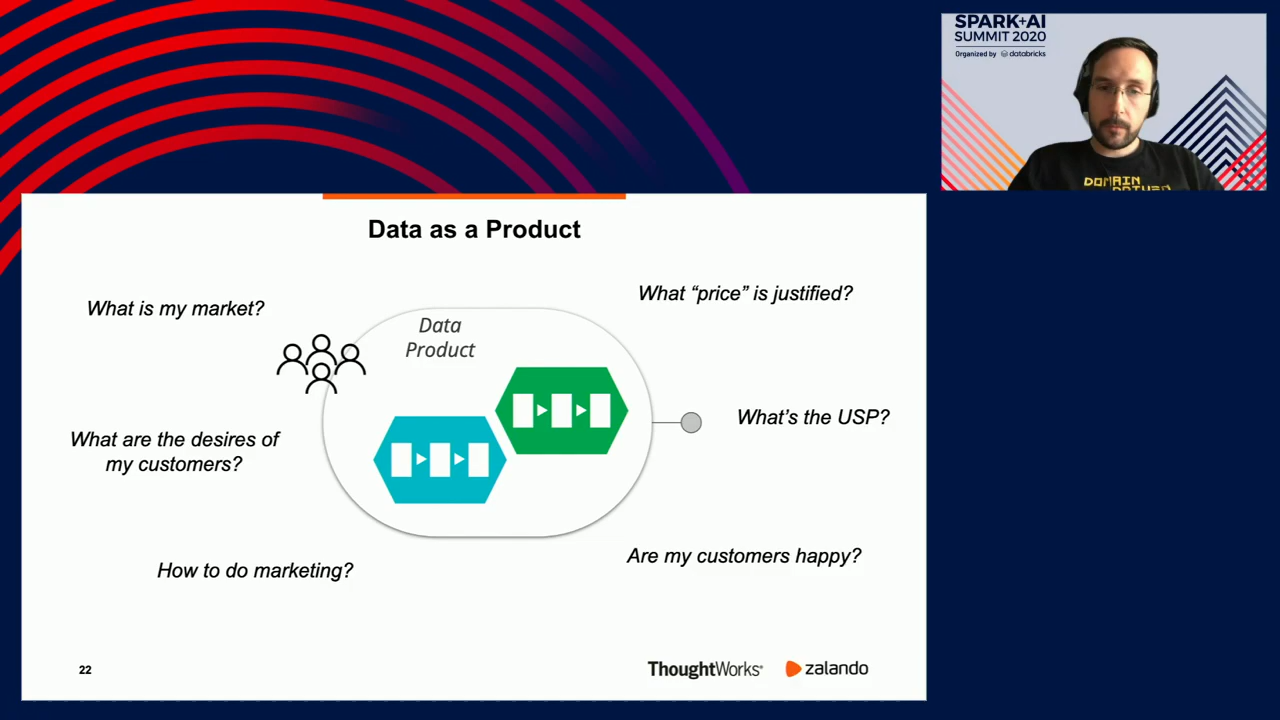 SPARK+AI
SUMMIT 2020
Organized by databricks
DOMAIN
DRIVEN
Data as a Product
What is my market?
What “price” is justified?
Data
Product
What’s the USP?
What are the desires of
my customers?
Are my customers happy?
How to do marketing?
22
ThoughtWorks®
zalando